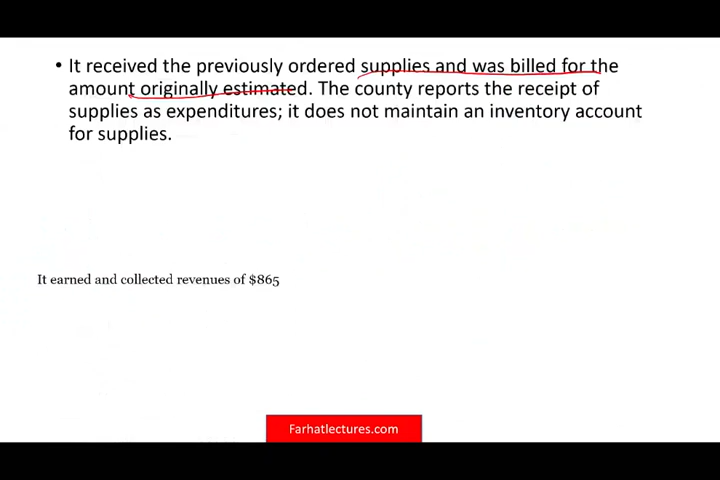 • It received the previously ordered supplies and was billed for the
amount originally estimated. The county reports the receipt of
supplies as expenditures; it does not maintain an inventory account
for supplies.
It earned and collected revenues of $865
Farhatlectures.com